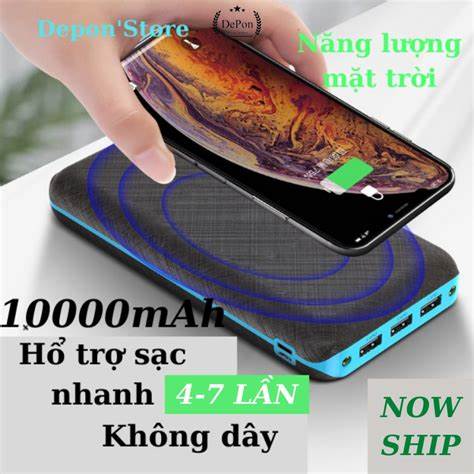 Depon'Store
DePon
Năng lượng
mặt trời
10000mAh
Hổ trợ sạc
nhanh 4-7 LẦN
Không dây
NOW
SHIP